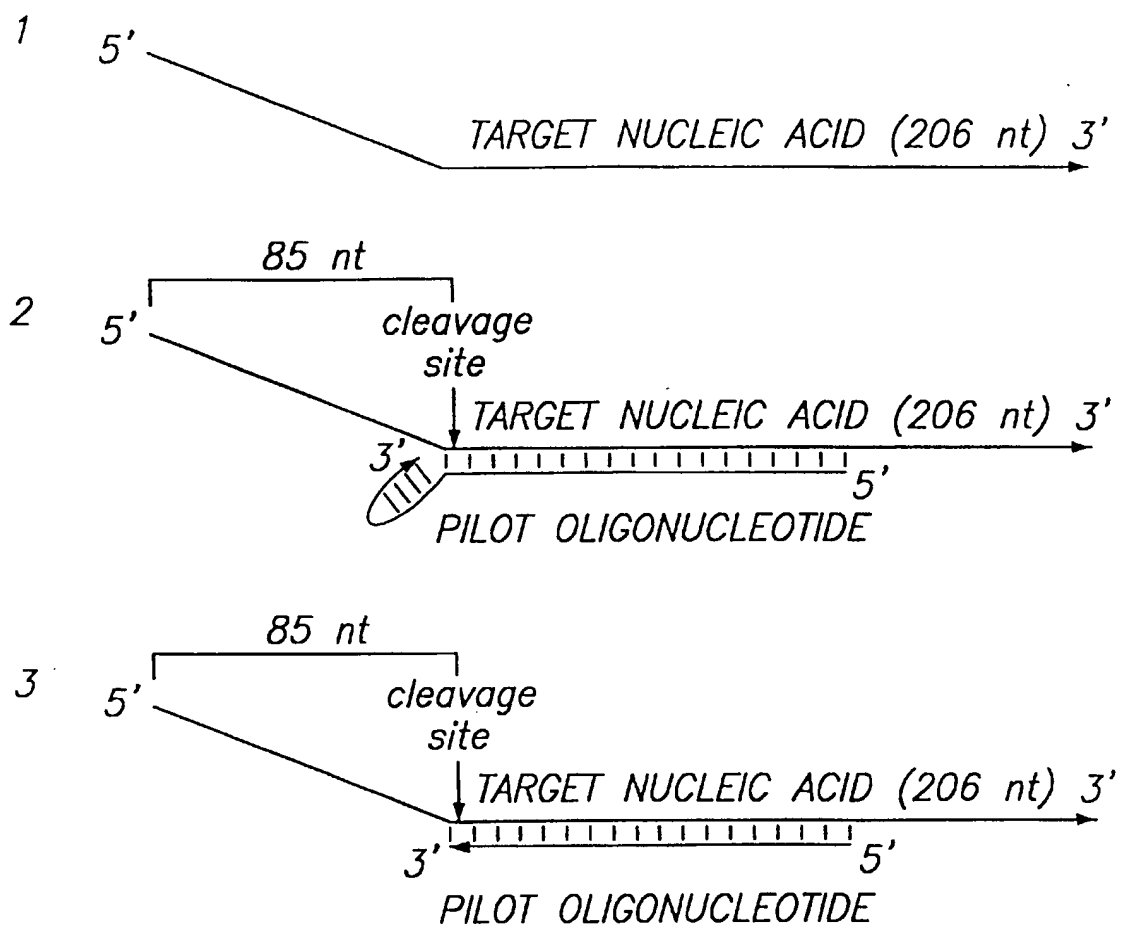 1
5'
TARGET NUCLEIC ACID (206 nt) 3'
85 nt
2
5'
cleavage
site
TARGET NUCLEIC ACID (206 nt) 3'
3'
5'
PILOT OLIGONUCLEOTIDE
85 nt
3
5'
cleavage
site
TARGET NUCLEIC ACID (206 nt) 3'
3'
5'
PILOT OLIGONUCLEOTIDE